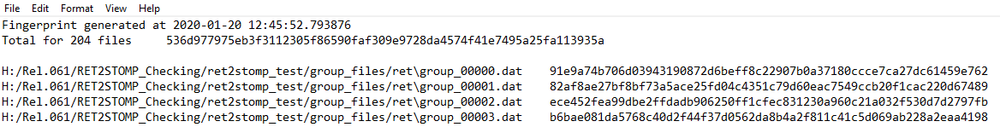 File Edit Format View Help
Fingerprint generated at 2020-01-20 12:45:52.793876
Total for 204 files 536d977975eb3f3112305f86590faf309e9728da4574f41e7495a25fa113935a
H:/Rel.061/RET2STOMP_Checking/ret2stomp_test/group_files/ret\group_00000.dat 91e9a74b706d03943190872d6beff8c22907b0a37180ccce7ca27dc61459e762
H:/Rel.061/RET2STOMP_Checking/ret2stomp_test/group_files/ret\group_00001.dat 82af8ae27bf8bf73a5ace25fd04c4351c79d60eac7549ccb20f1cac220d67489
H:/Rel.061/RET2STOMP_Checking/ret2stomp_test/group_files/ret\group_00002.dat ece452fea99dbe2ffdadb906250ff1cfec831230a960c21a032f530d7d2797fb
H:/Rel.061/RET2STOMP_Checking/ret2stomp_test/group_files/ret\group_00003.dat b6bae081da5768c40d2f44f37d0562da8b4a2f811c41c5d069ab228a2eaa4198